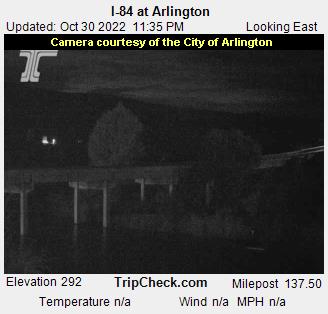 I-84 at Arlington
Updated: Oct 30 2022 11:35 PM Looking East
Camera courtesy of the City of Arlington
Elevation 292 TripCheck.com Milepost 137.50
Temperature n/a Wind n/a MPH n/a